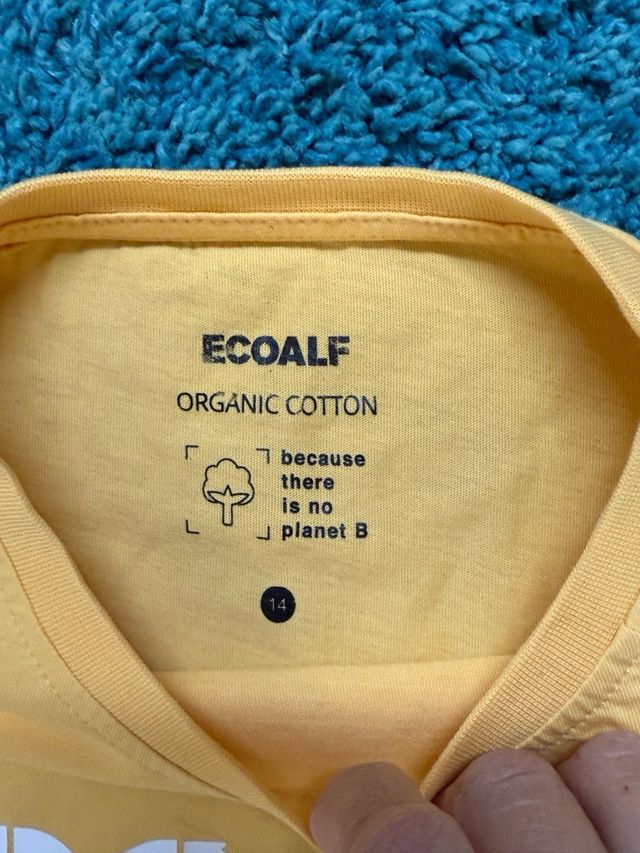 ECOALF
ORGANIC COTTON
because
there
is no
planet B
14